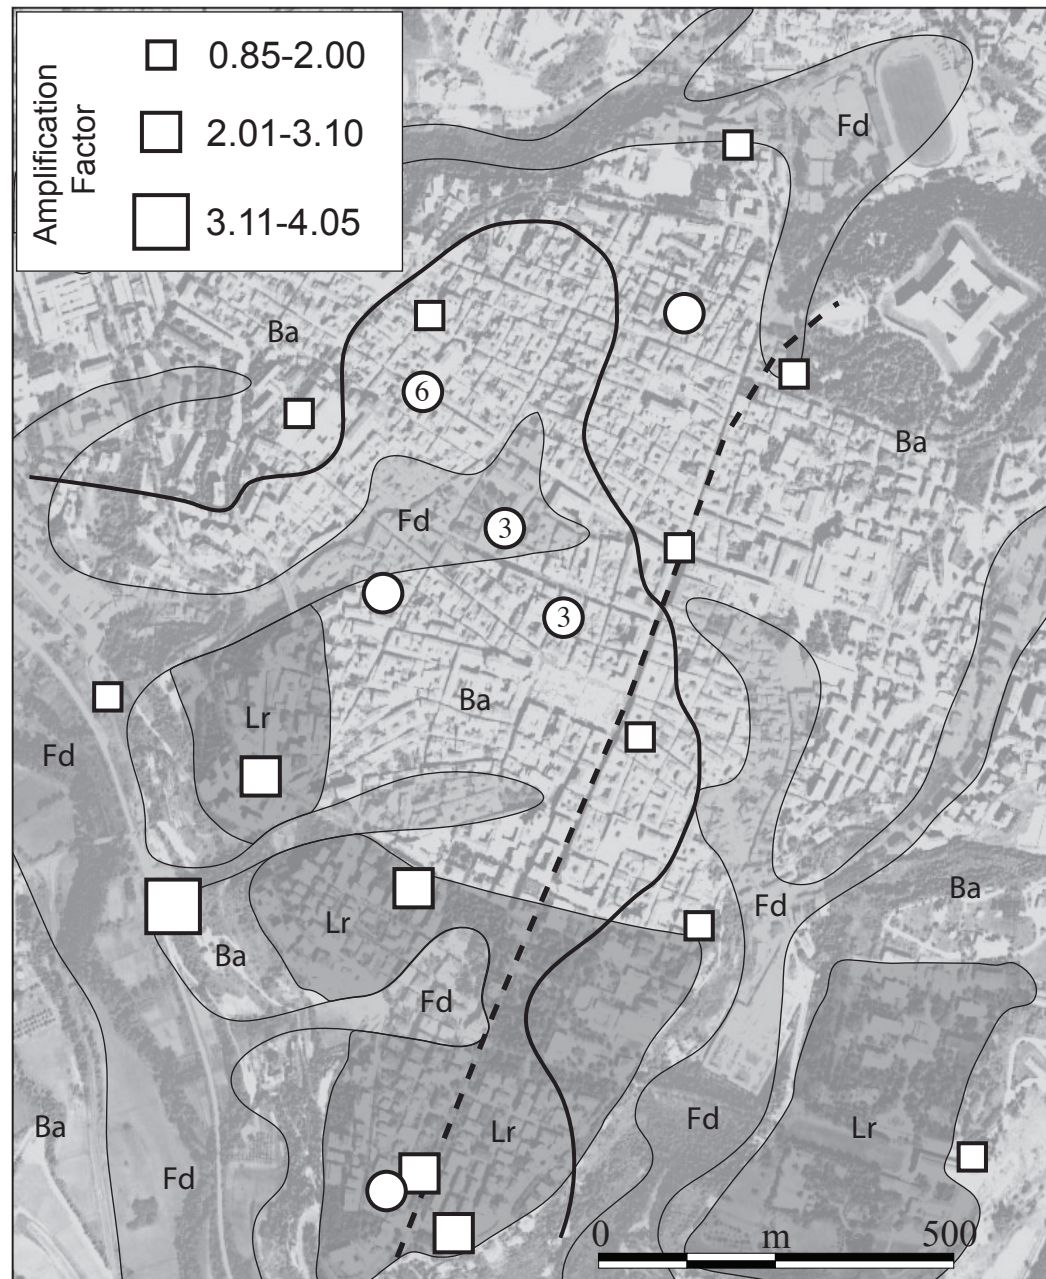 Amplification
Factor
0.85-2.00
2.01-3.10
3.11-4.05
Fd
Ba
6
Ba
Fd
3
3
Ba
Lr
Fd
Ba
Fd
Lr
Ba
Fd
Fd
Ba
Lr
Lr
Fd
0 m 500